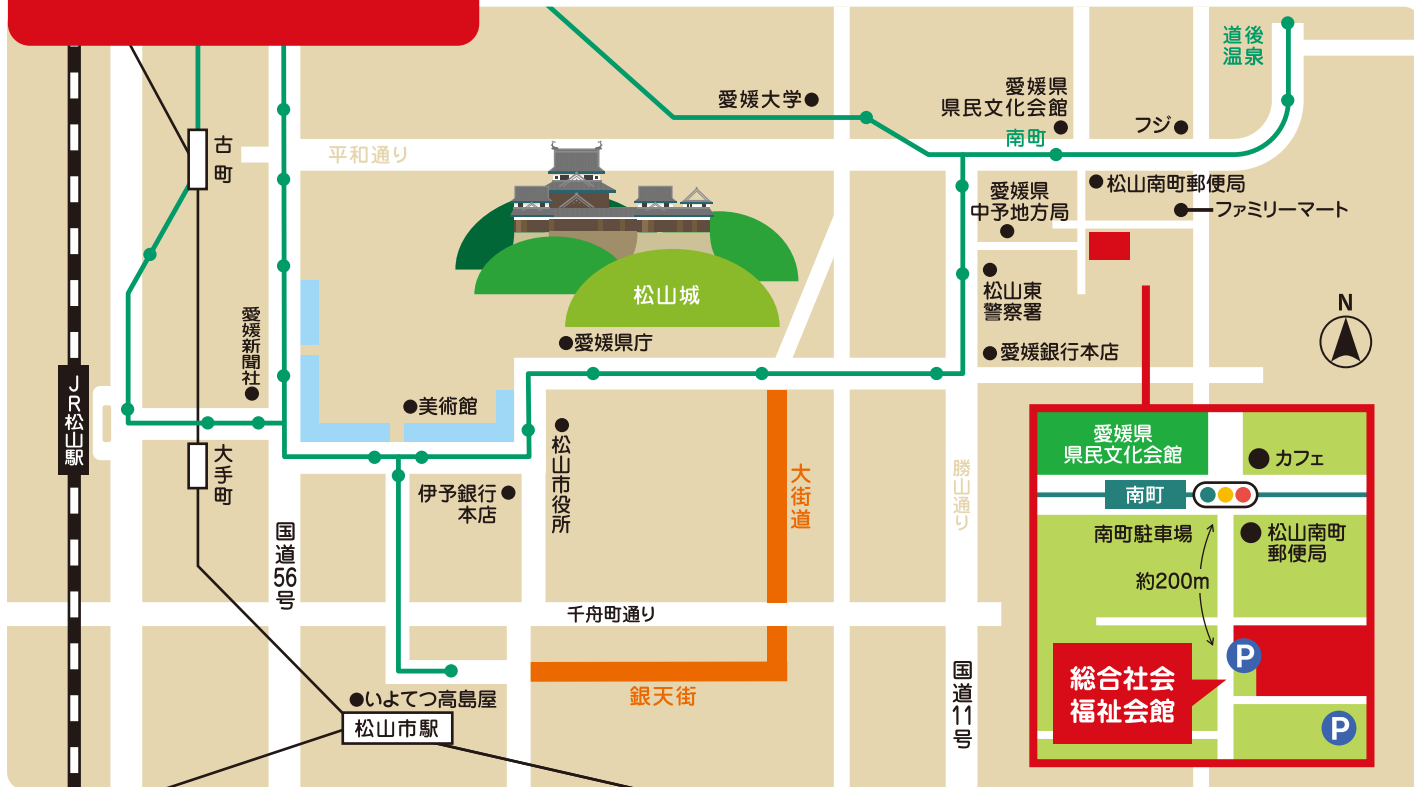 道後
温泉
愛媛大学
愛媛県
県民文化会館
フジ
南町
古町
平和通り
愛媛県
中予地方局
松山南町郵便局
ファミリーマート
松山城
松山東
警察署
N
愛媛新聞社
愛媛県庁
愛媛銀行本店
JR松山駅
美術館
大手町
松山市役所
伊予銀行
本店
大街道
勝山通り
国道56号
千舟町通り
いよてつ高島屋
銀天街
松山市駅
国道11号
愛媛県
県民文化会館
カフェ
南町
南町駐車場
松山南町
郵便局
約200m
P
総合社会
福祉会館
P